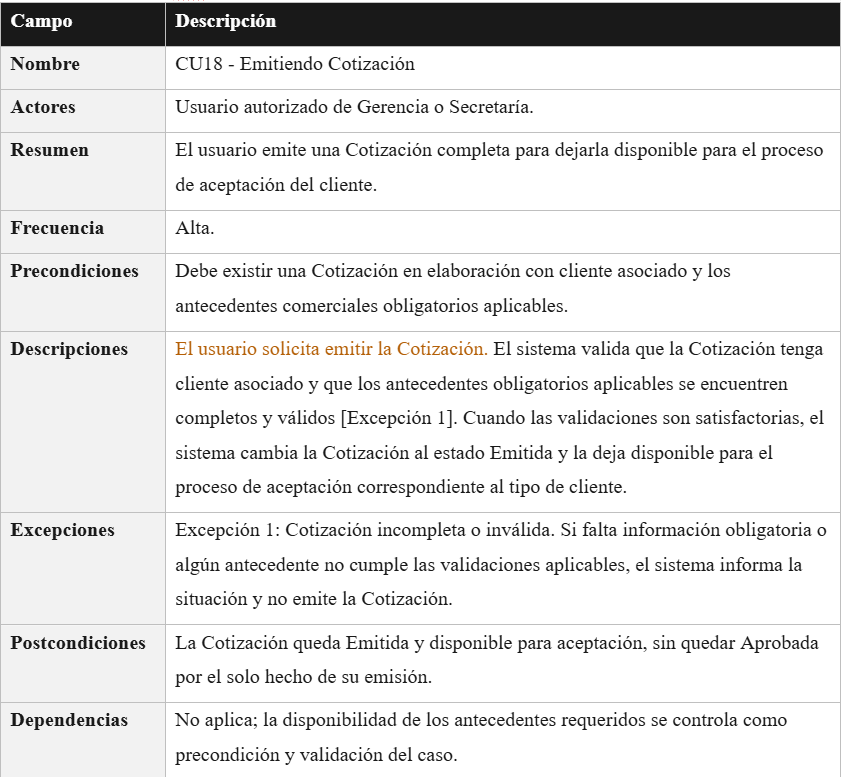 Campo Descripción
Nombre CU18 - Emitiendo Cotización
Actores Usuario autorizado de Gerencia o Secretaría.
Resumen El usuario emite una Cotización completa para dejarla disponible para el proceso
de aceptación del cliente.
Frecuencia Alta.
Precondiciones Debe existir una Cotización en elaboración con cliente asociado y los
antecedentes comerciales obligatorios aplicables.
Descripciones El usuario solicita emitir la Cotización. El sistema valida que la Cotización tenga
cliente asociado y que los antecedentes obligatorios aplicables se encuentren
completos y válidos [Excepción 1]. Cuando las validaciones son satisfactorias, el
sistema cambia la Cotización al estado Emitida y la deja disponible para el
proceso de aceptación correspondiente al tipo de cliente.
Excepciones Excepción 1: Cotización incompleta o inválida. Si falta información obligatoria o
algún antecedente no cumple las validaciones aplicables, el sistema informa la
situación y no emite la Cotización.
Postcondiciones La Cotización queda Emitida y disponible para aceptación, sin quedar Aprobada
por el solo hecho de su emisión.
Dependencias No aplica; la disponibilidad de los antecedentes requeridos se controla como
precondición y validación del caso.